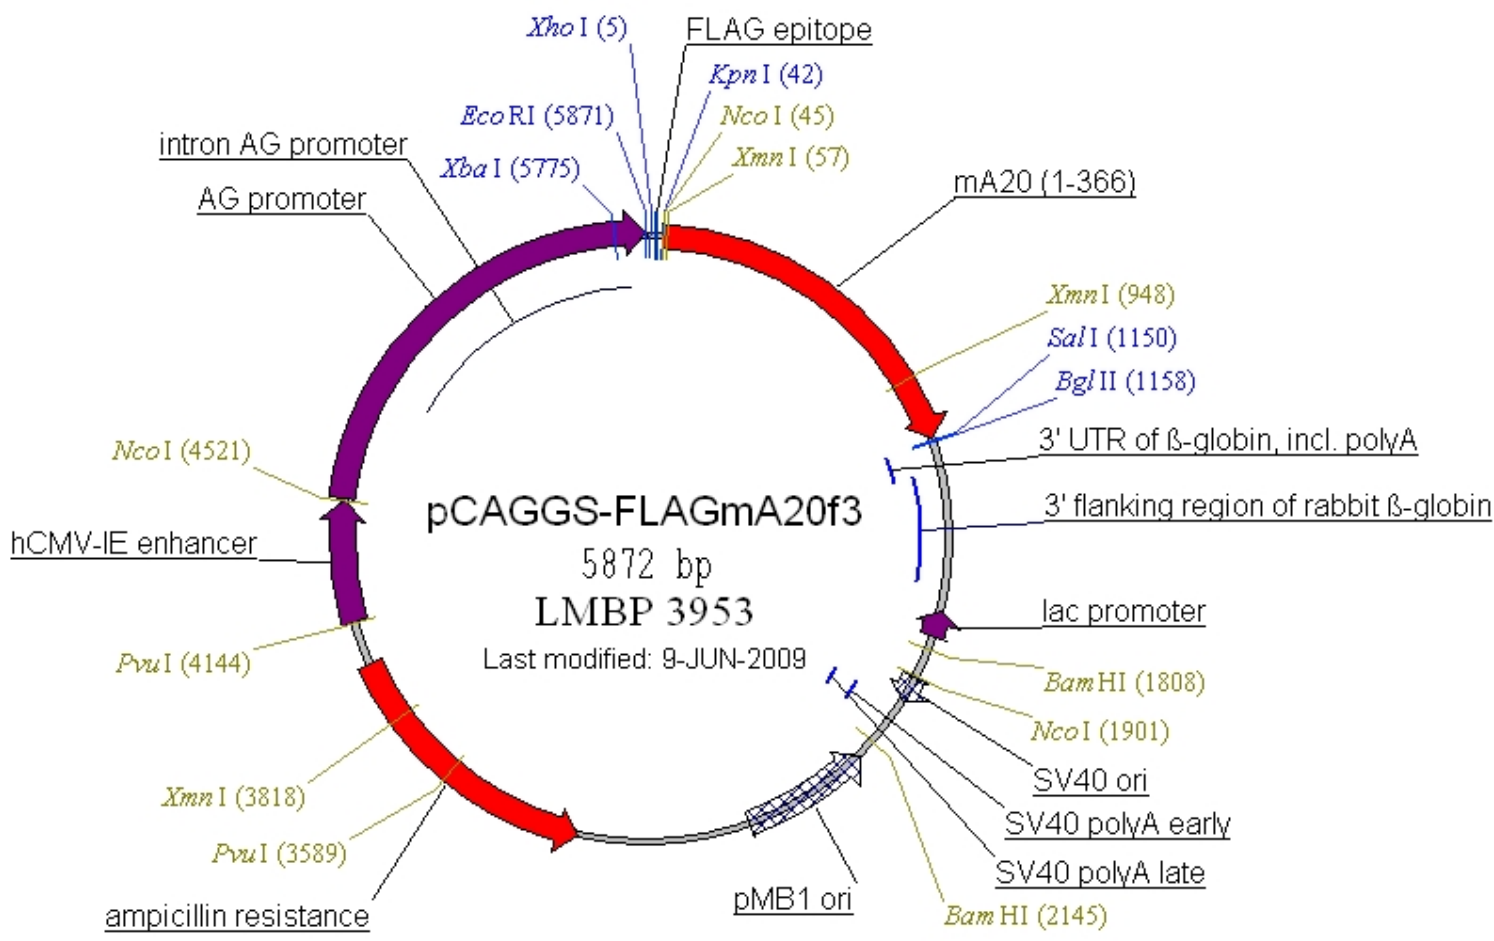 Xho I (5)
FLAG epitope
Kpn I (42)
Eco RI (5871)
Nco I (45)
intron AG promoter
Xba I (5775)
Xmn I (57)
AG promoter
mA20 (1-366)
Xmn I (948)
Sal I (1150)
Bgl II (1158)
Nco I (4521)
3' UTR of ß-globin, incl. polyA
pCAGGS-FLAGmA20f3
3' flanking region of rabbit ß-globin
hCMV-IE enhancer
5872 bp
LMBP 3953
lac promoter
Last modified: 9-JUN-2009
Pvu I (4144)
Bam HI (1808)
Nco I (1901)
SV40 ori
Xmn I (3818)
SV40 polyA early
Pvu I (3589)
SV40 polyA late
pMB1 ori
ampicillin resistance
Bam HI (2145)